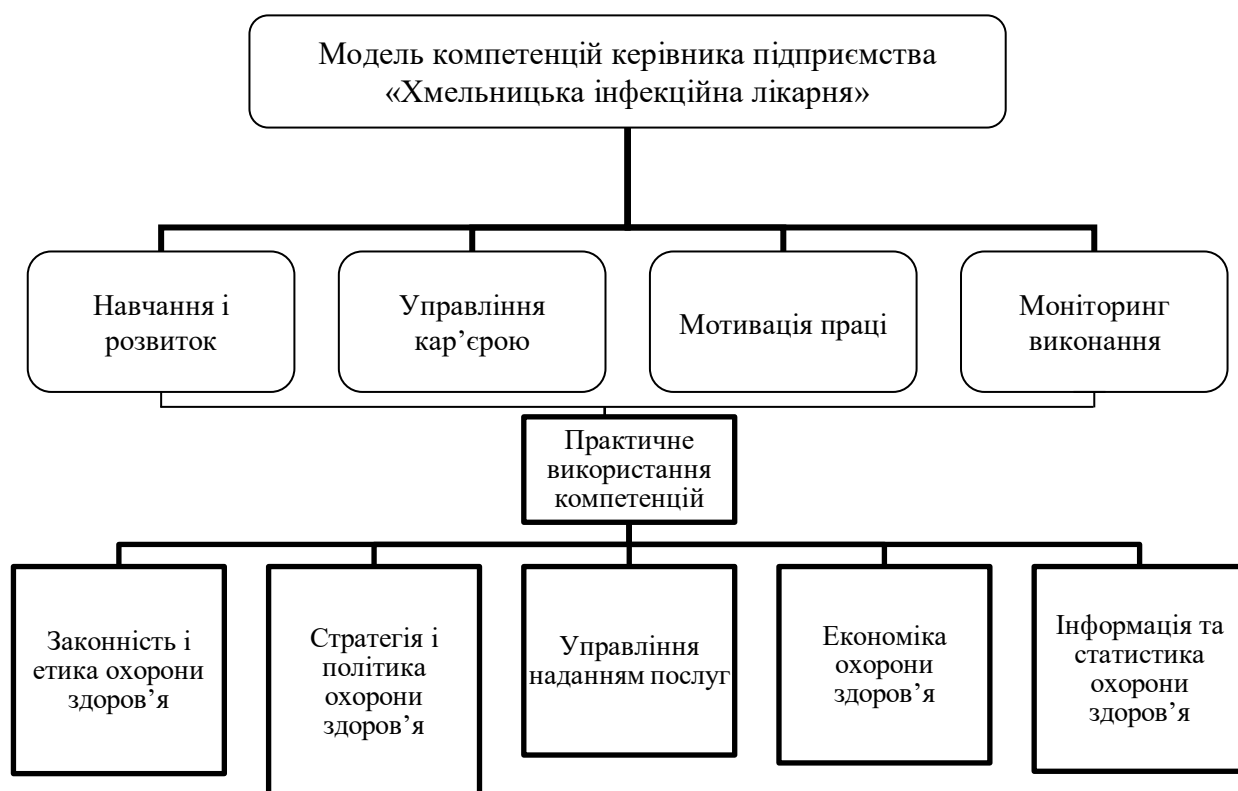 Модель компетенцій керівника підприємства
«Хмельницька інфекційна лікарня»
Навчання і
розвиток
Управління
кар’єрою
Мотивація праці
Моніторинг
виконання
Практичне
використання
компетенцій
Законність і
етика охорони
здоров’я
Стратегія і
політика
охорони
здоров’я
Управління
наданням послуг
Економіка
охорони
здоров’я
Інформація та
статистика
охорони
здоров’я